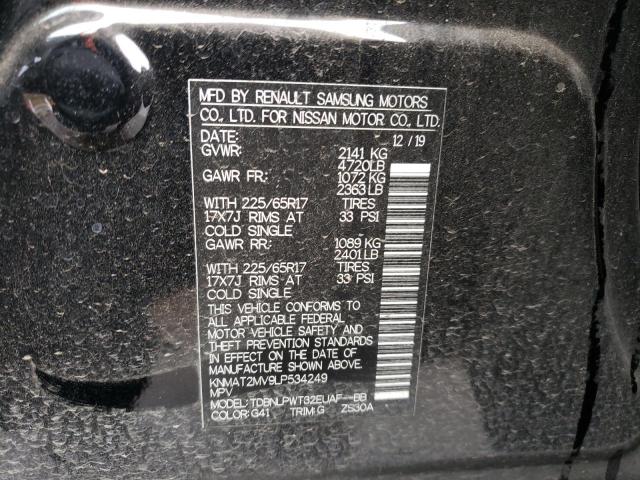 MFD BY RENAULT SAMSUNG MOTORS
CO., LTD. FOR NISSAN MOTOR CO., LTD.
DATE: 12 / 19
GVWR: 2141 KG
4720LB
GAWR FR: 1072 KG
2363LB
WITH 225/65R17 TIRES
17X7J RIMS AT 33 PSI
COLD SINGLE
GAWR RR: 1089 KG
2401LB
WITH 225/65R17 TIRES
17X7J RIMS AT 33 PSI
COLD SINGLE
THIS VEHICLE CONFORMS TO
ALL APPLICABLE FEDERAL
MOTOR VEHICLE SAFETY AND
THEFT PREVENTION STANDARDS
IN EFFECT ON THE DATE OF
MANUFACTURE SHOWN ABOVE.
KNMAT2MV9LP534249
MPV
MODEL: TDBNLPWT32EUAF--BB
COLOR: G41 TRIM: G ZS30A